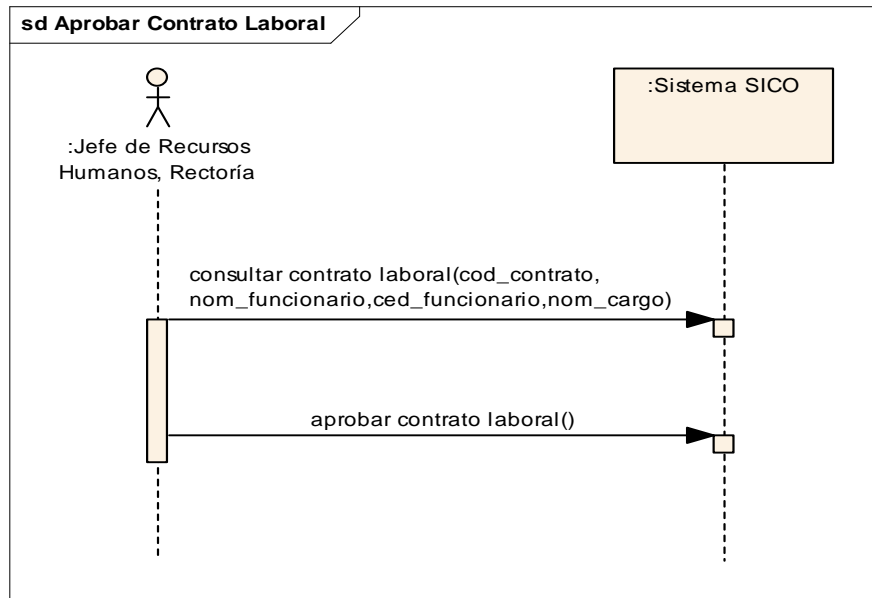 sd Aprobar Contrato Laboral
:Jefe de Recursos
Humanos, Rectoría
:Sistema SICO
consultar contrato laboral(cod_contrato,
nom_funcionario,ced_funcionario,nom_cargo)
aprobar contrato laboral()